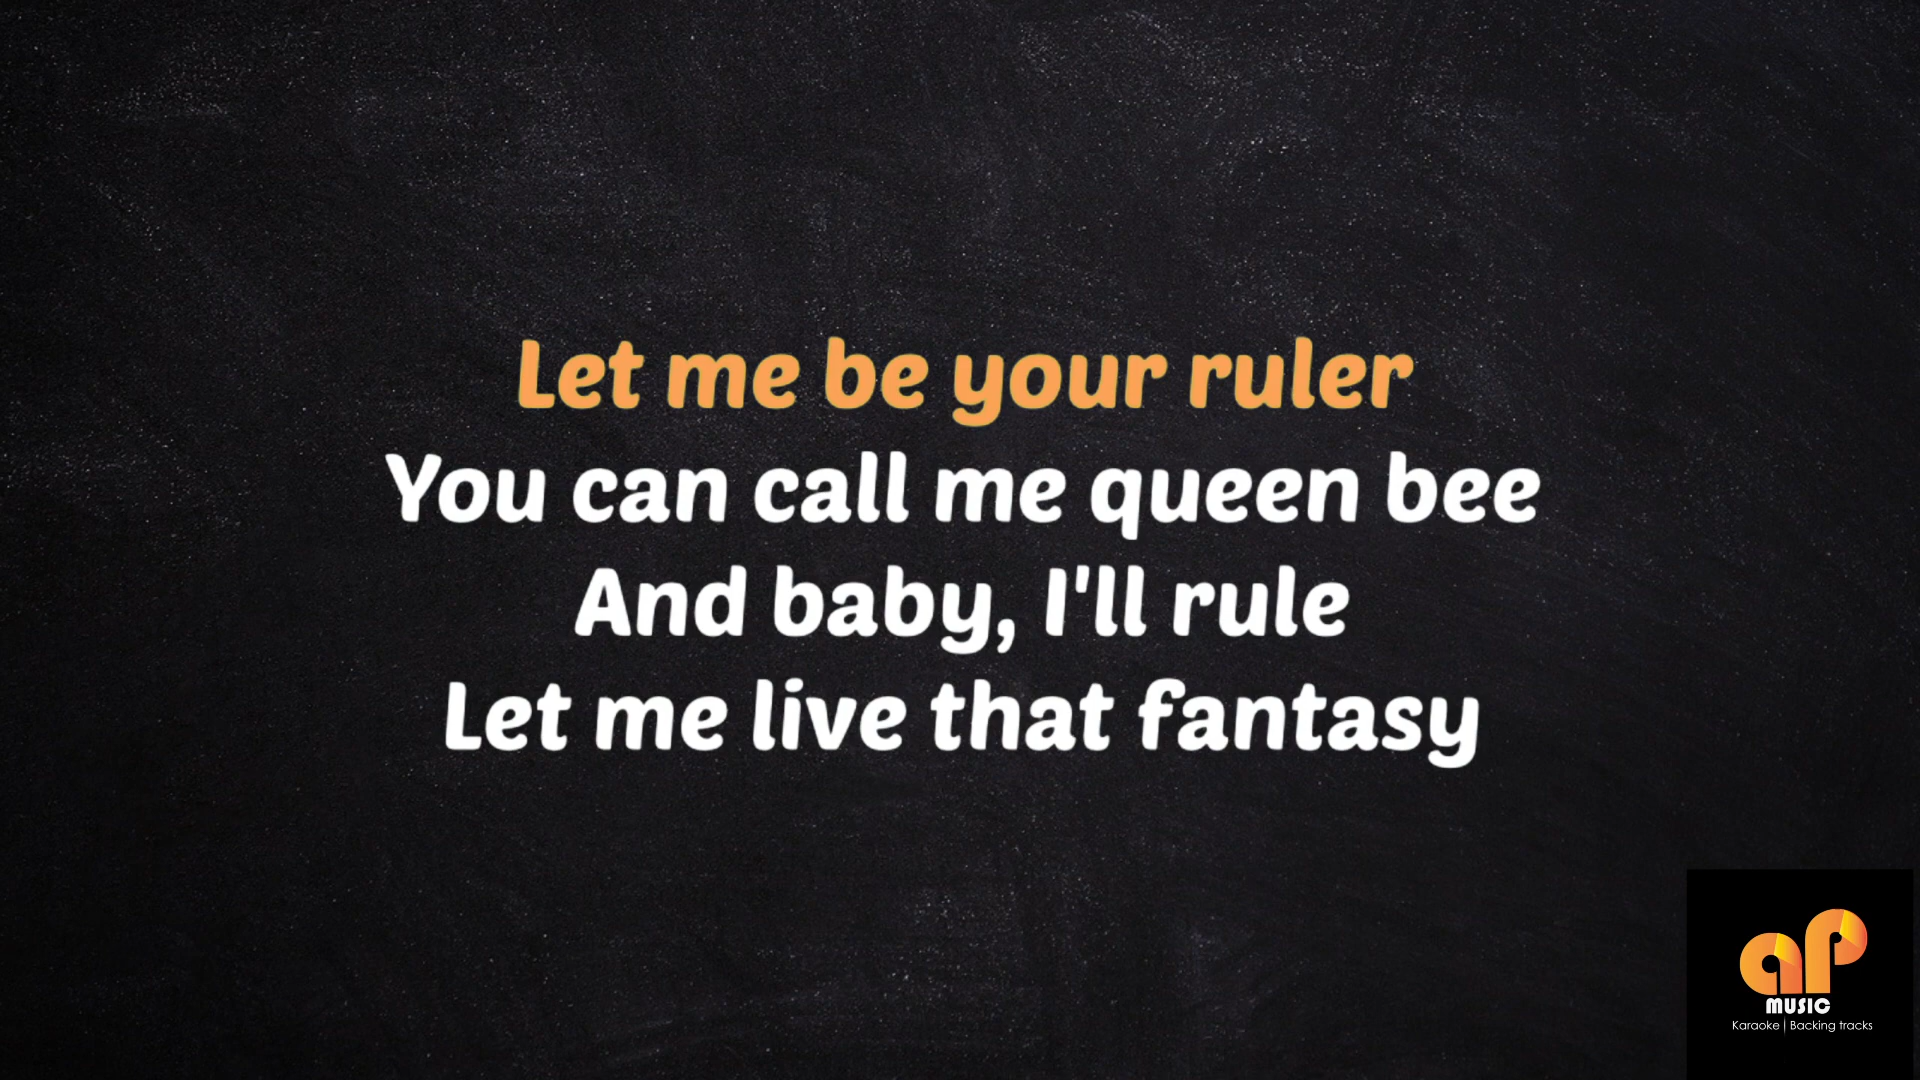 Let me be your ruler
You can call me queen bee
And baby, I'll rule
Let me live that fantasy
aP
MUSIC
Karaoke | Backing tracks